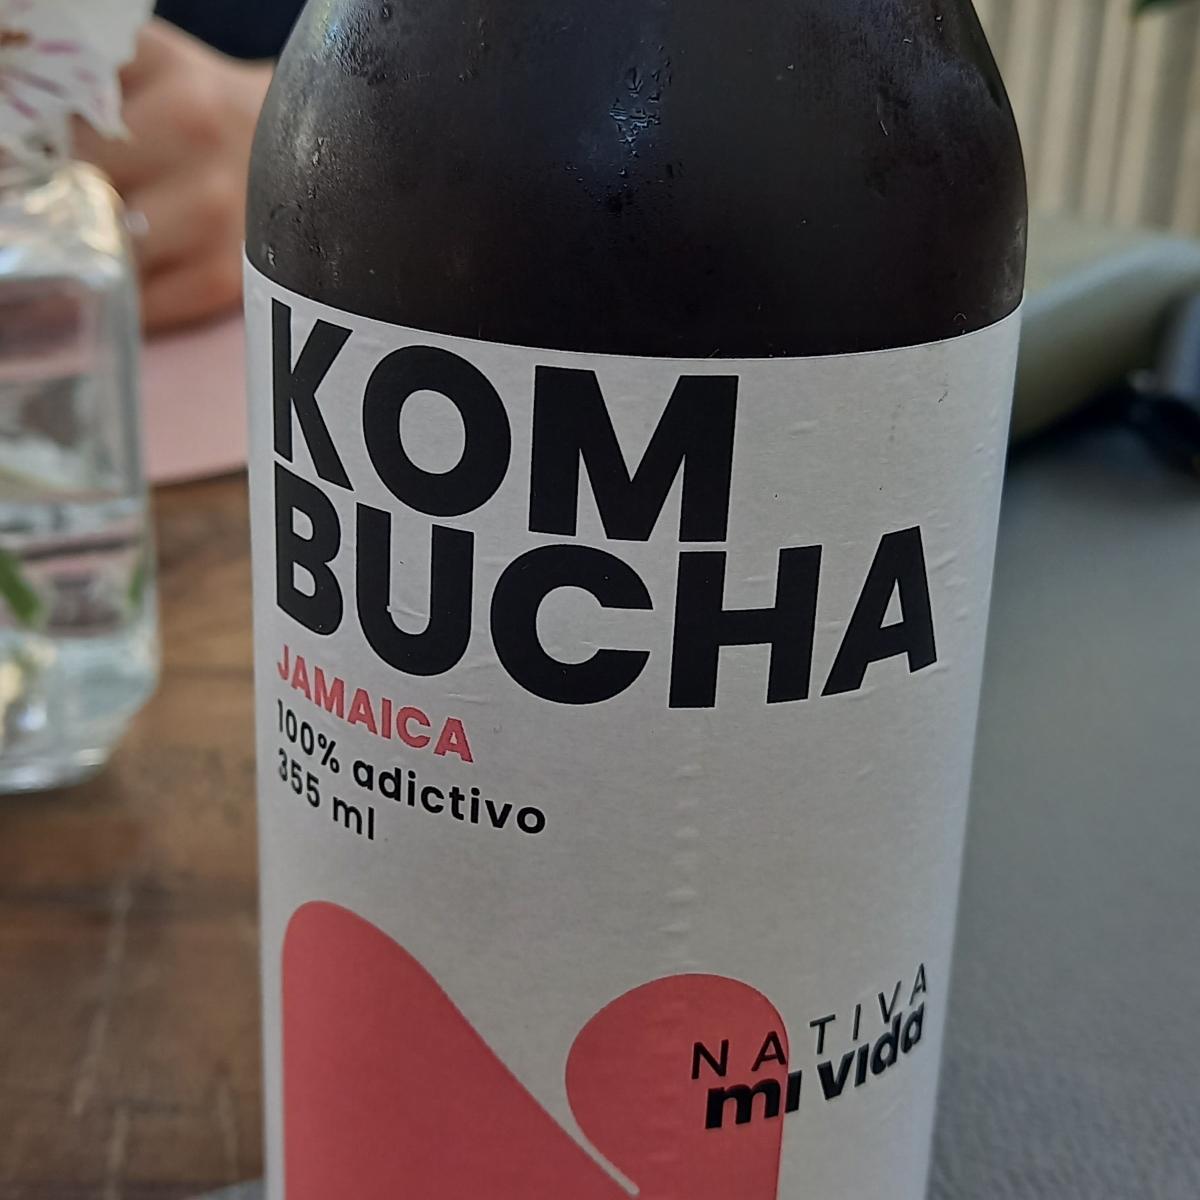 KOM
BUCHA
JAMAICA
100% adictivo
355 ml
NATIVA
mi vida